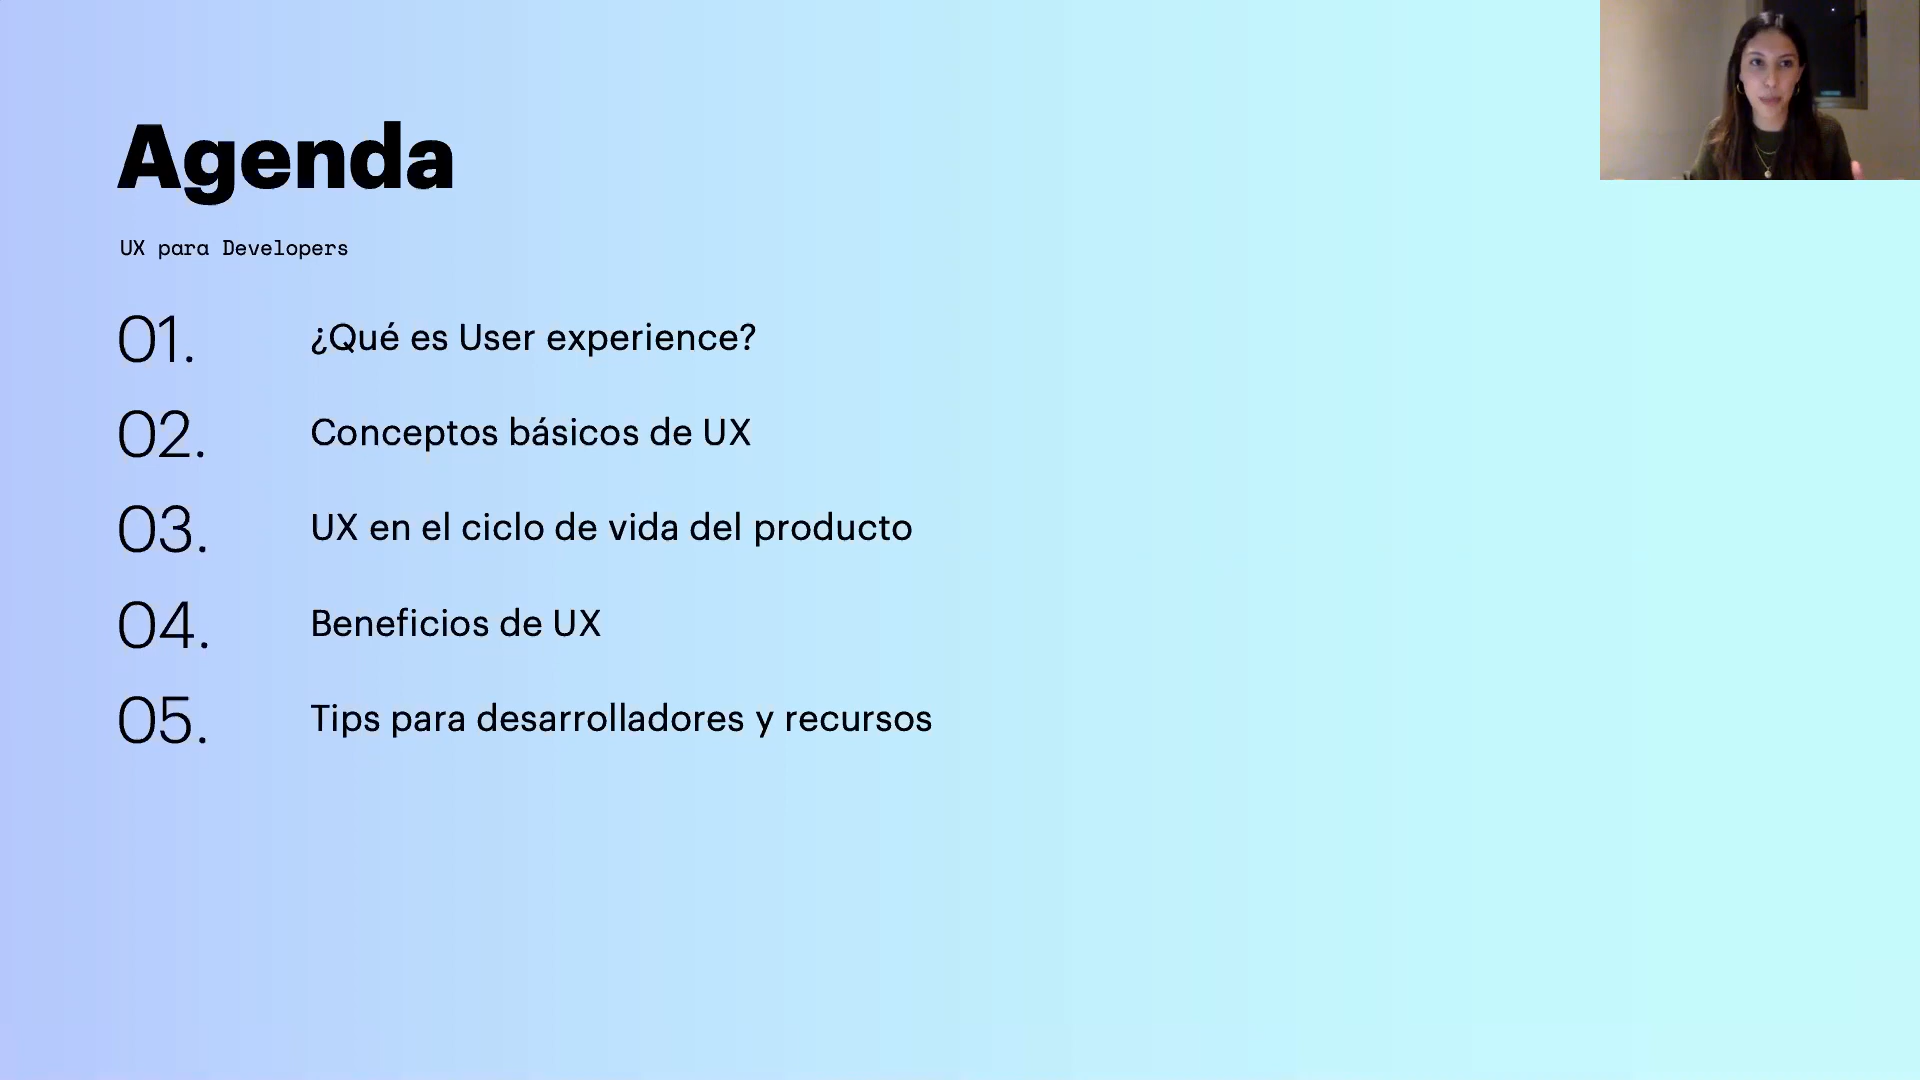 Agenda
UX para Developers
01. ¿Qué es User experience?
02. Conceptos básicos de UX
03. UX en el ciclo de vida del producto
04. Beneficios de UX
05. Tips para desarrolladores y recursos